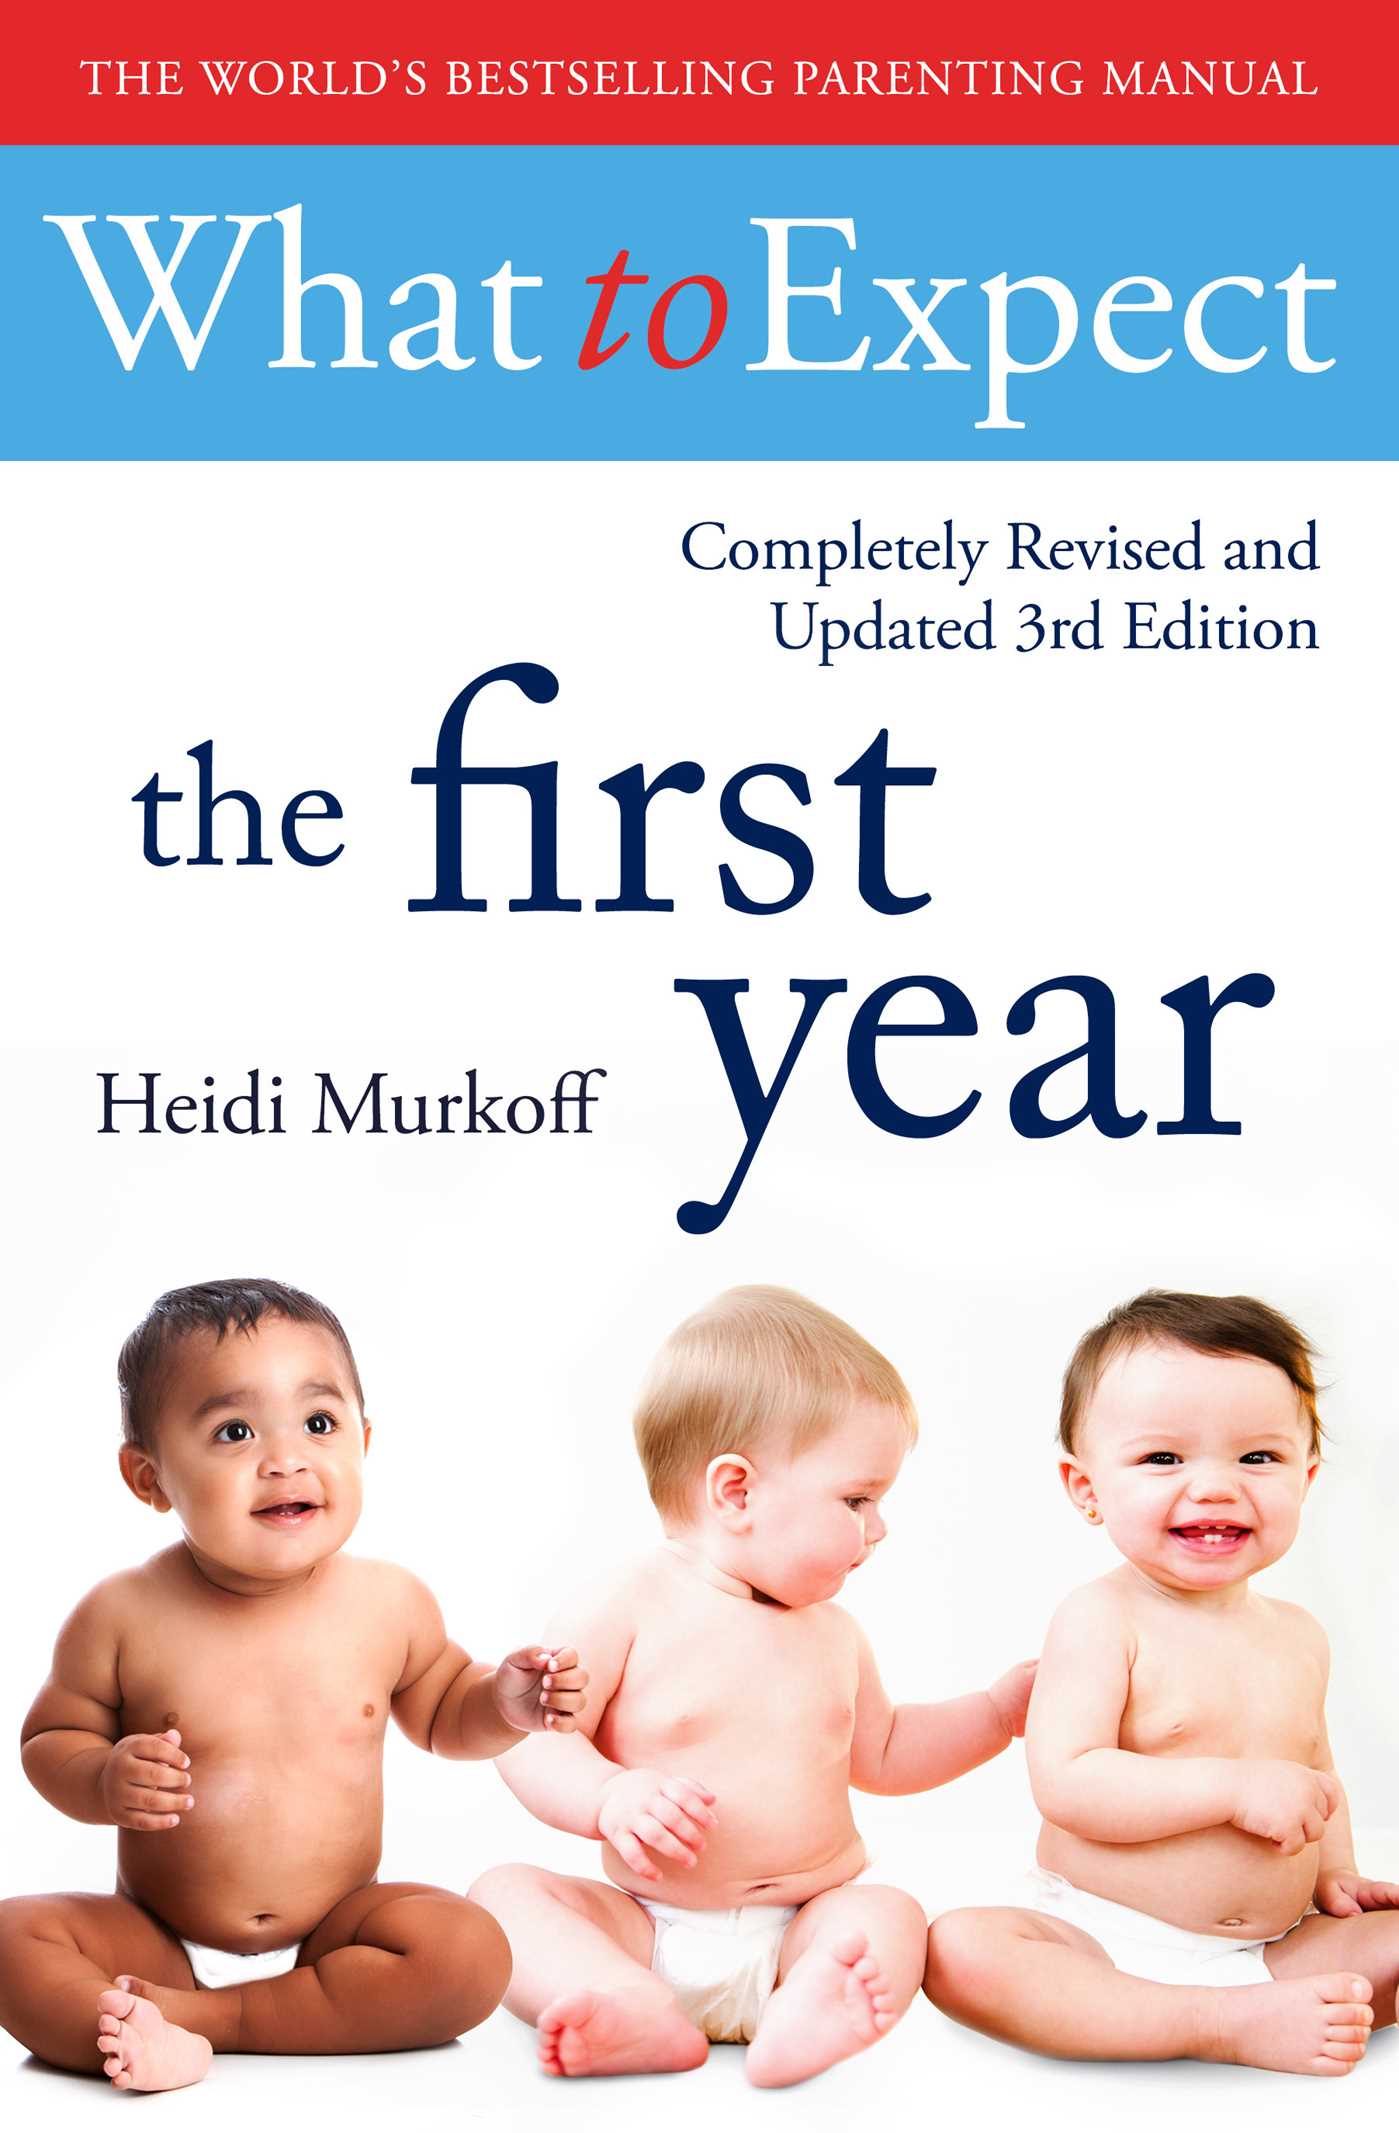 THE WORLD'S BESTSELLING PARENTING MANUAL
What to Expect
Completely Revised and
Updated 3rd Edition
the first
year
Heidi Murkoff